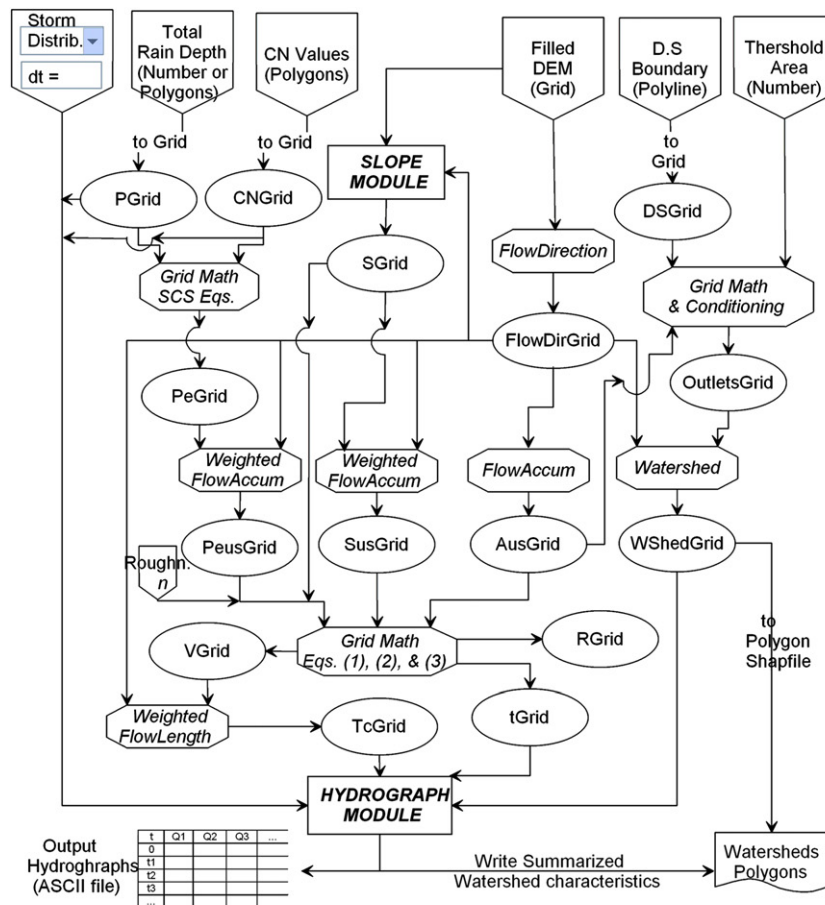 Storm
Distrib.
dt =
Total
Rain Depth
(Number or
Polygons)
CN Values
(Polygons)
Filled
DEM
(Grid)
D.S
Boundary
(Polyline)
Thershold
Area
(Number)
to Grid
to Grid
to
Grid
SLOPE
MODULE
PGrid
CNGrid
DSGrid
SGrid
FlowDirection
Grid Math
SCS Eqs.
Grid Math
& Conditioning
FlowDirGrid
OutletsGrid
PeGrid
Weighted
FlowAccum
Weighted
FlowAccum
FlowAccum
Watershed
PeusGrid
SusGrid
AusGrid
WShedGrid
Roughn.
n
VGrid
Grid Math
Eqs. (1), (2), & (3)
RGrid
to
Polygon
Shapfile
Weighted
FlowLength
TcGrid
tGrid
HYDROGRAPH
MODULE
Output
Hydroghraphs
(ASCII file)
t Q1 Q2 Q3 ...
0
t1
t2
t3
...
Write Summarized
Watershed characteristics
Watersheds
Polygons